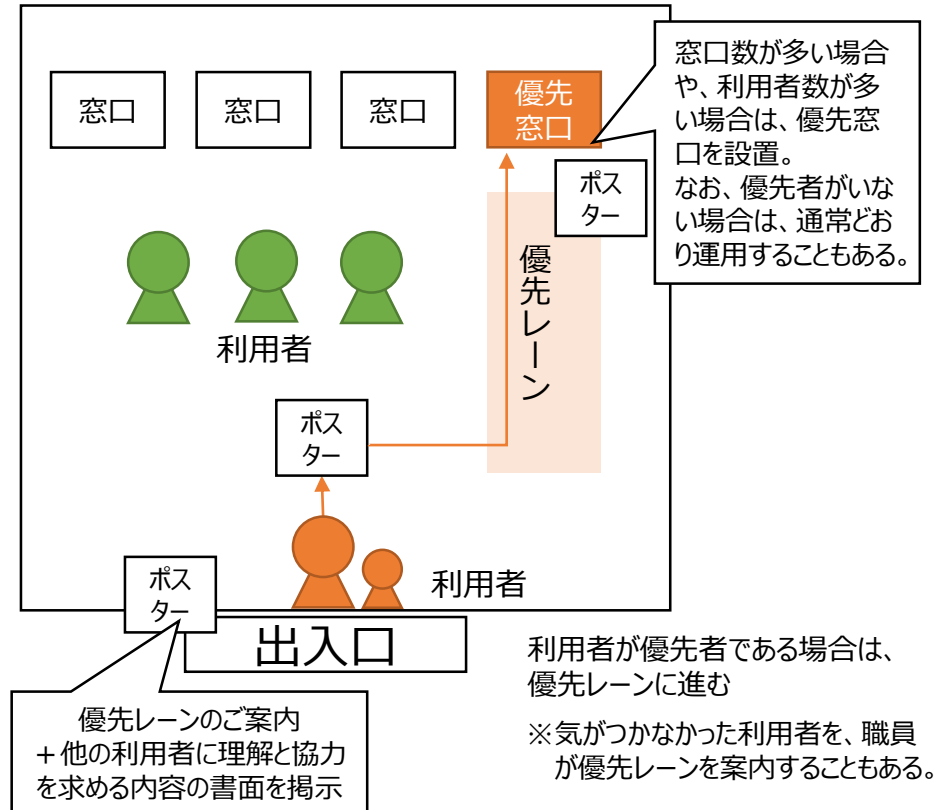 窓口
窓口
窓口
優先
窓口
窓口数が多い場合
や、利用者数が多
い場合は、優先窓
口を設置。
なお、優先者がいな
い場合は、通常どお
り運用することもある。
ポス
ター
優先レーン
利用者
ポス
ター
利用者
ポス
ター
出入口
優先レーンのご案内
+他の利用者に理解と協力
を求める内容の書面を掲示
利用者が優先者である場合は、
優先レーンに進む
※気がつかなかった利用者を、職員
が優先レーンを案内することもある。